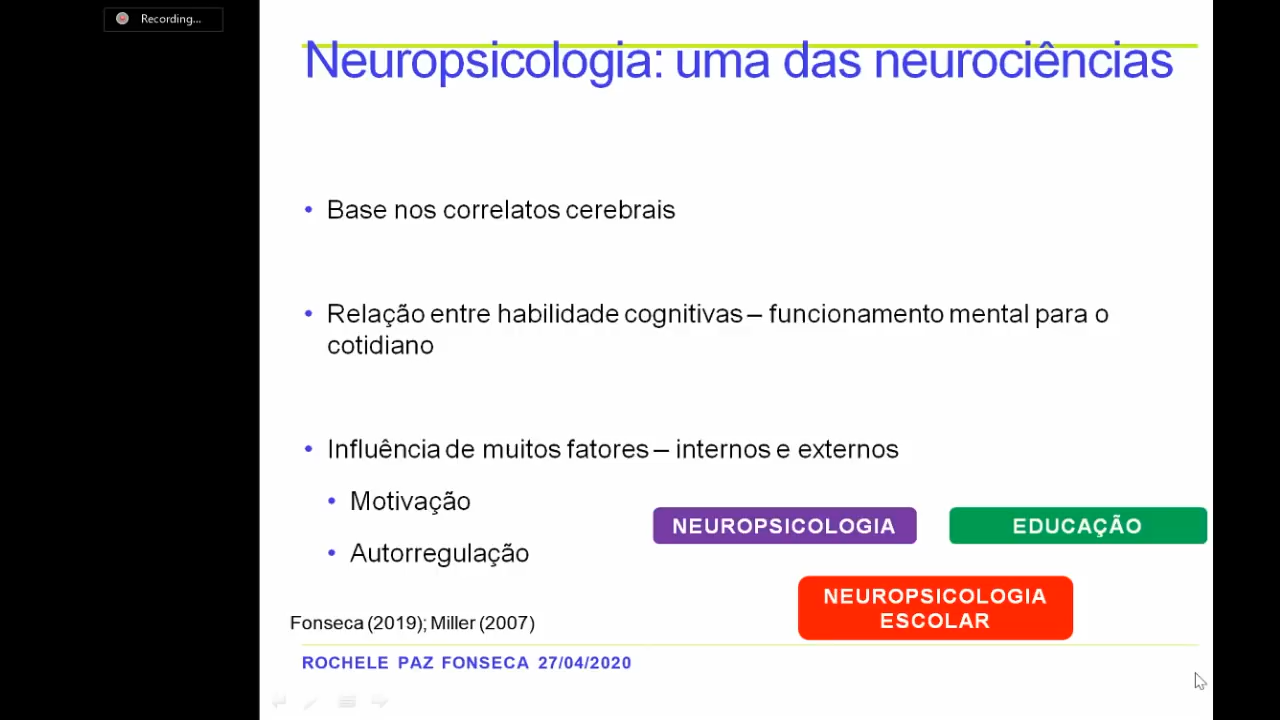 Recording...
Neuropsicologia: uma das neurociências
• Base nos correlatos cerebrais
• Relação entre habilidade cognitivas – funcionamento mental para o
cotidiano
• Influência de muitos fatores – internos e externos
• Motivação
• Autorregulação
NEUROPSICOLOGIA
EDUCAÇÃO
NEUROPSICOLOGIA
ESCOLAR
Fonseca (2019); Miller (2007)
ROCHELE PAZ FONSECA 27/04/2020